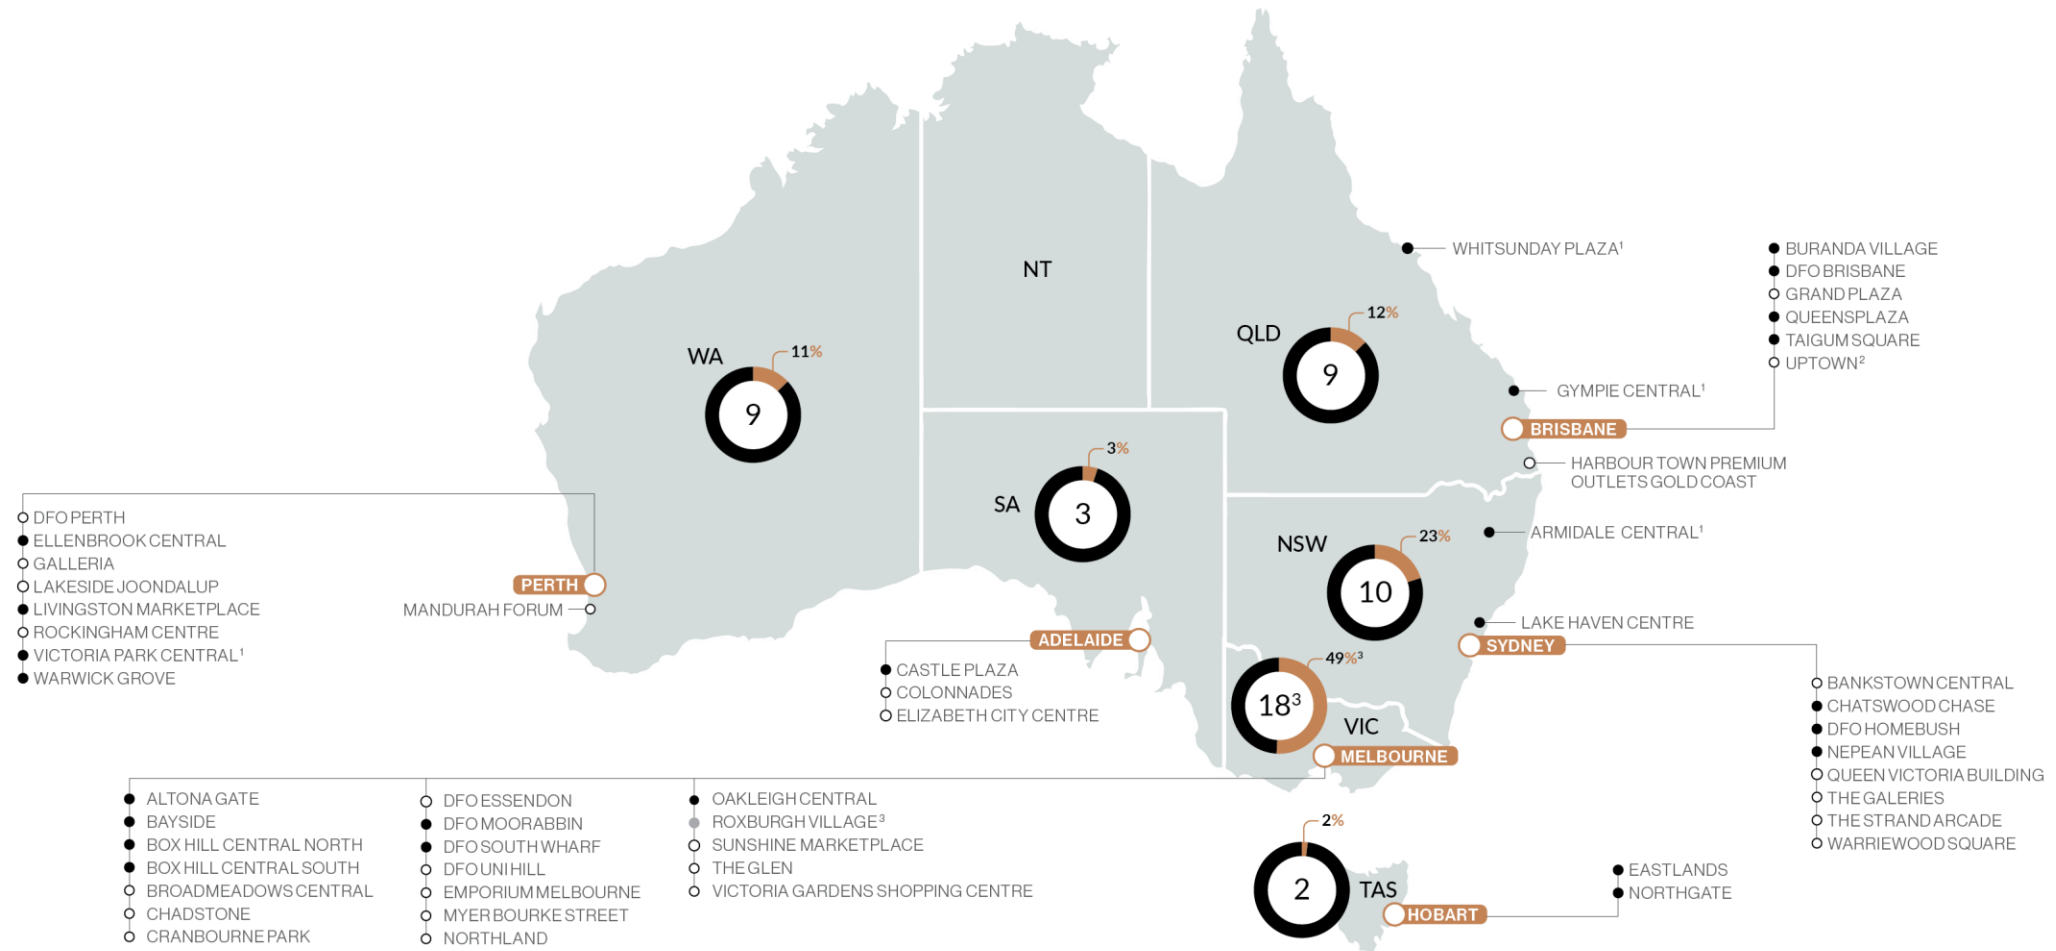 NT
WA
11%
9
QLD
12%
9
SA
3%
3
NSW
23%
10
49%³
18³
VIC
2%
2
TAS
WHITSUNDAY PLAZA¹
GYMPIE CENTRAL¹
BRISBANE
BURANDA VILLAGE
DFO BRISBANE
GRAND PLAZA
QUEENSPLAZA
TAIGUM SQUARE
UPTOWN²
HARBOUR TOWN PREMIUM
OUTLETS GOLD COAST
ARMIDALE CENTRAL¹
LAKE HAVEN CENTRE
SYDNEY
BANKSTOWN CENTRAL
CHATSWOOD CHASE
DFO HOMEBUSH
NEPEAN VILLAGE
QUEEN VICTORIA BUILDING
THE GALERIES
THE STRAND ARCADE
WARRIEWOOD SQUARE
DFO PERTH
ELLENBROOK CENTRAL
GALLERIA
LAKESIDE JOONDALUP
LIVINGSTON MARKETPLACE
ROCKINGHAM CENTRE
VICTORIA PARK CENTRAL¹
WARWICK GROVE
PERTH
MANDURAH FORUM
ADELAIDE
CASTLE PLAZA
COLONNADES
ELIZABETH CITY CENTRE
MELBOURNE
ALTONA GATE
BAYSIDE
BOX HILL CENTRAL NORTH
BOX HILL CENTRAL SOUTH
BROADMEADOWS CENTRAL
CHADSTONE
CRANBOURNE PARK
DFO ESSENDON
DFO MOORABBIN
DFO SOUTH WHARF
DFO UNI HILL
EMPORIUM MELBOURNE
MYER BOURKE STREET
NORTHLAND
OAKLEIGH CENTRAL
ROXBURGH VILLAGE³
SUNSHINE MARKETPLACE
THE GLEN
VICTORIA GARDENS SHOPPING CENTRE
HOBART
EASTLANDS
NORTHGATE